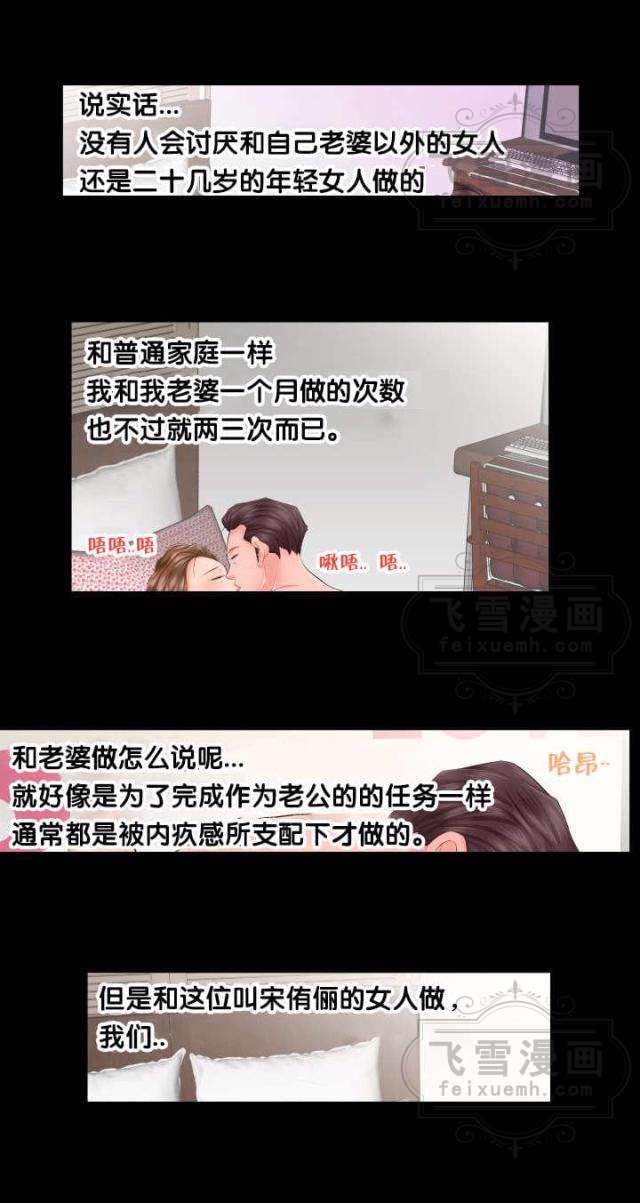 说实话...
没有人会讨厌和自己老婆以外的女人
还是二十几岁的年轻女人做的
飞雪漫画
feixuemh.com
和普通家庭一样
我和我老婆一个月做的次数
也不过就两三次而已。
唔唔..唔
啾唔.. 唔..
飞雪漫画
feixuemh.com
和老婆做怎么说呢...
哈昂~
就好像是为了完成作为老公的的任务一样
通常都是被内疚感所支配下才做的。
但是和这位叫宋侑俪的女人做，
我们..
飞雪漫画
feixuemh.com